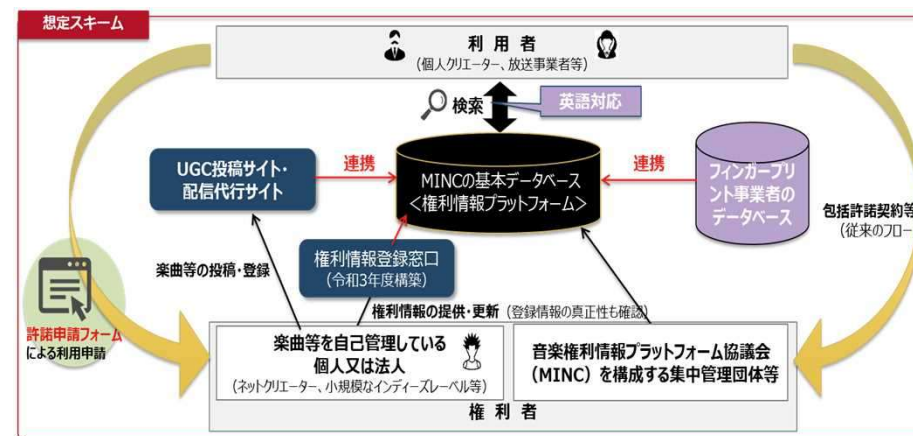 想定スキーム
利用者
(個人クリエーター、放送事業者等)
検索
英語対応
UGC投稿サイト・
配信代行サイト
連携
MINCの基本データベース
<権利情報プラットフォーム>
連携
フィンガープリ
ント事業者の
データベース
包括許諾契約等
(従来のフロー
楽曲等の投稿・登録
権利情報登録窓口
(令和3年度構築)
権利情報の提供・更新 (登録情報の真正性も確認)
許諾申請フォーム
による利用申請
楽曲等を自己管理している
個人又は法人
(ネットクリエーター、小規模なインディーズレーベル等)
音楽権利情報プラットフォーム協議会
(MINC) を構成する集中管理団体等
権利者